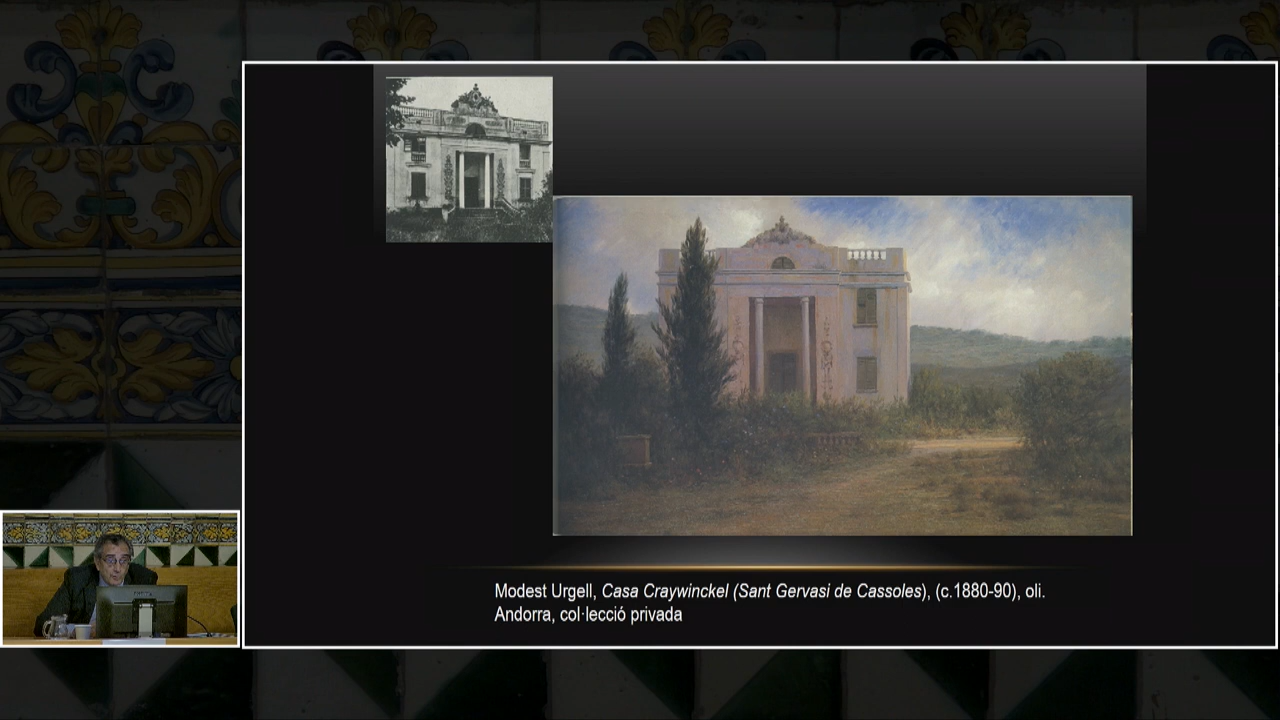 Modest Urgell, Casa Craywinckel (Sant Gervasi de Cassoles), (c.1880-90), oli.
Andorra, col·lecció privada